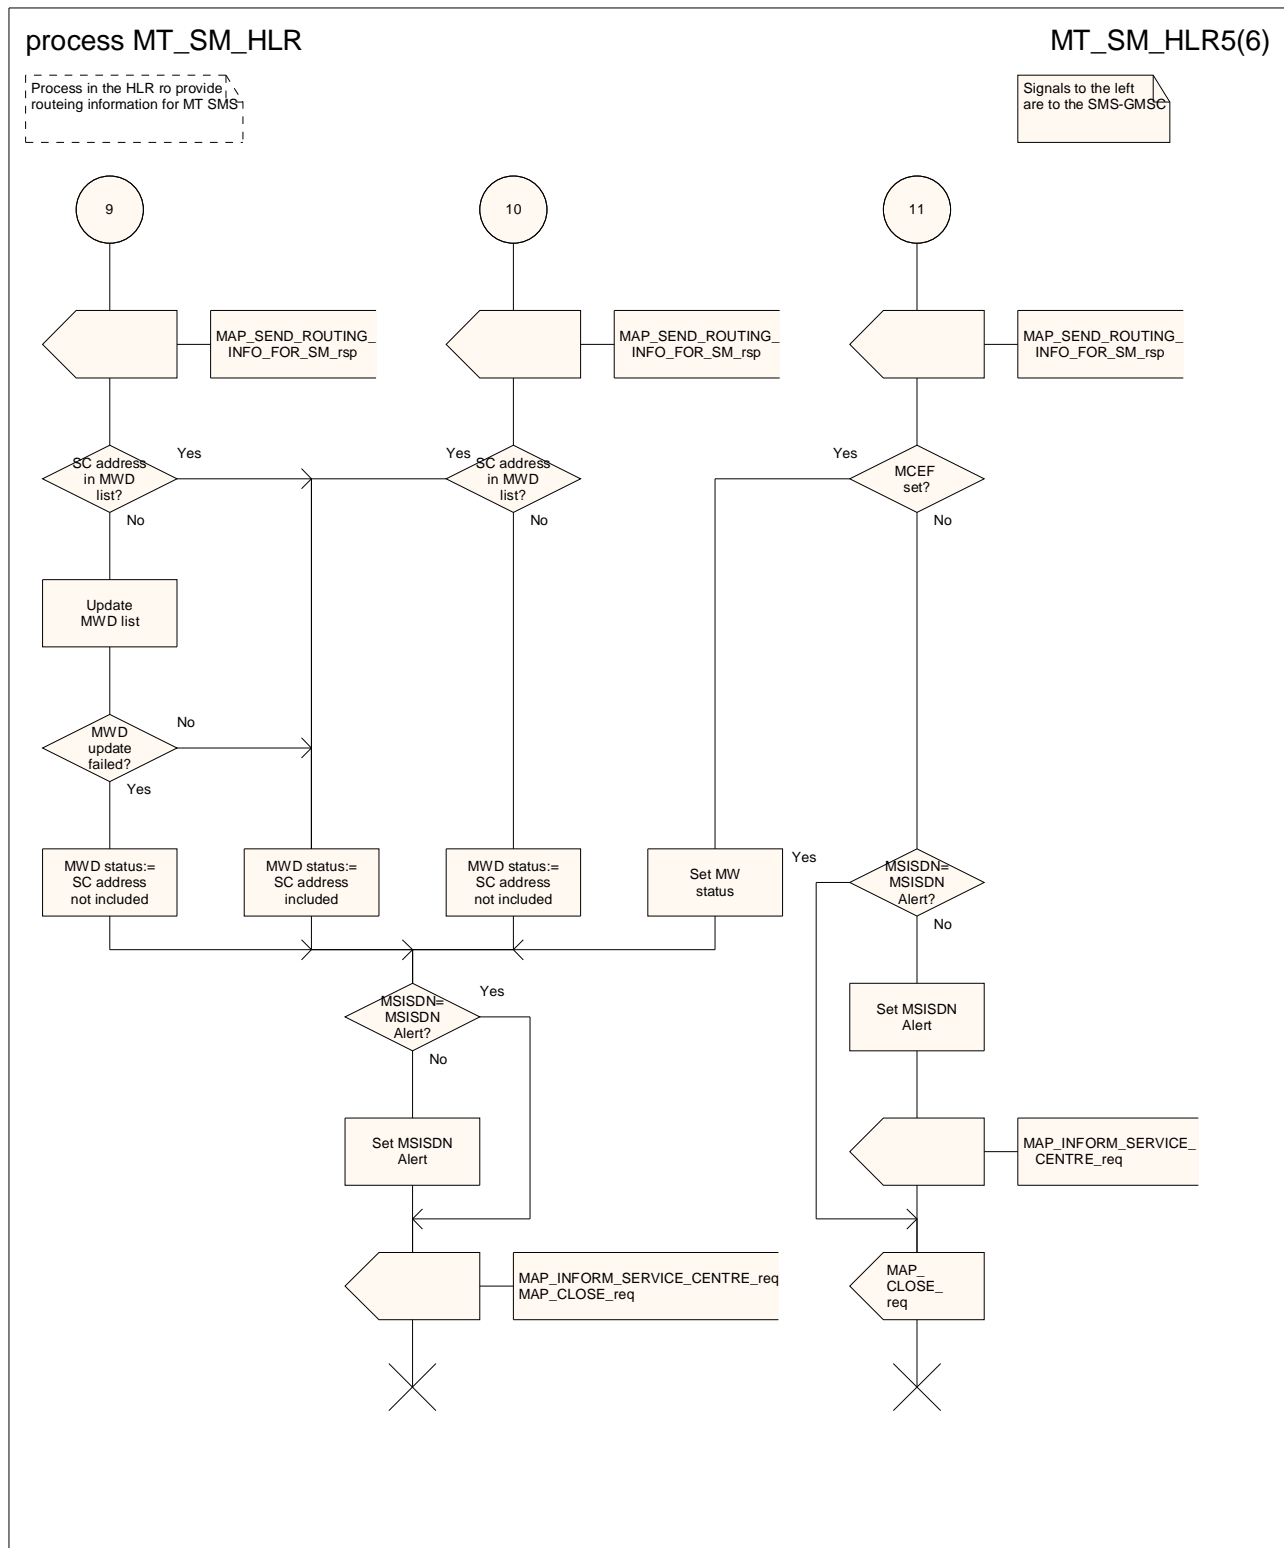 process MT_SM_HLR
MT_SM_HLR5(6)
Process in the HLR ro provide
routeing information for MT SMS
Signals to the left
are to the SMS-GMSC
9
10
11
MAP_SEND_ROUTING_
INFO_FOR_SM_rsp
MAP_SEND_ROUTING_
INFO_FOR_SM_rsp
MAP_SEND_ROUTING_
INFO_FOR_SM_rsp
SC address
in MWD
list?
Yes
No
Yes
SC address
in MWD
list?
No
Yes
MCEF
set?
No
Update
MWD list
MWD
update
failed?
No
Yes
MWD status:=
SC address
not included
MWD status:=
SC address
included
MWD status:=
SC address
not included
Set MW
status
Yes
MSISDN=
MSISDN
Alert?
No
MSISDN=
MSISDN
Alert?
Yes
No
Set MSISDN
Alert
Set MSISDN
Alert
MAP_INFORM_SERVICE_
CENTRE_req
MAP_INFORM_SERVICE_CENTRE_req
MAP_CLOSE_req
MAP_
CLOSE_
req